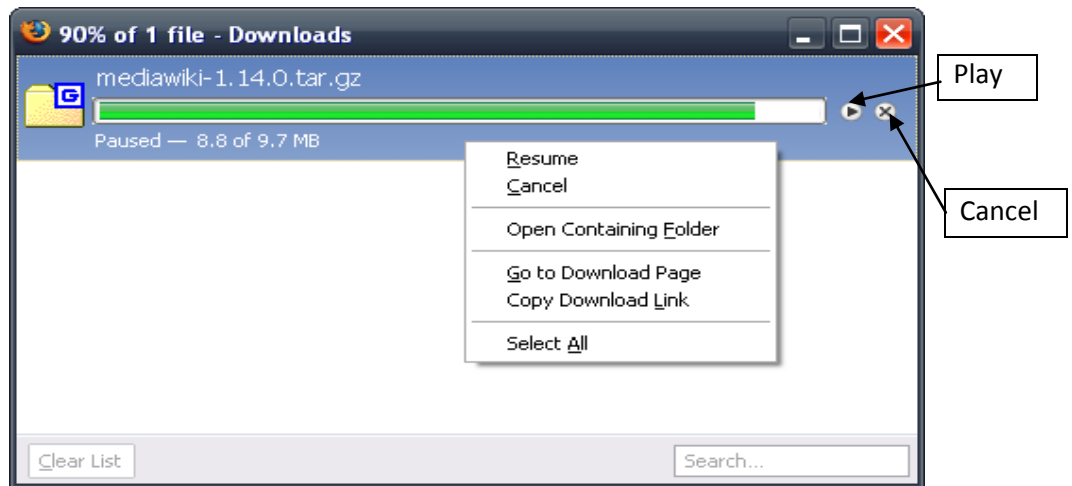 90% of 1 file - Downloads
mediawiki-1.14.0.tar.gz
G
Paused — 8.8 of 9.7 MB
Play
Cancel
Resume
Cancel
Open Containing Folder
Go to Download Page
Copy Download Link
Select All
Clear List
Search...